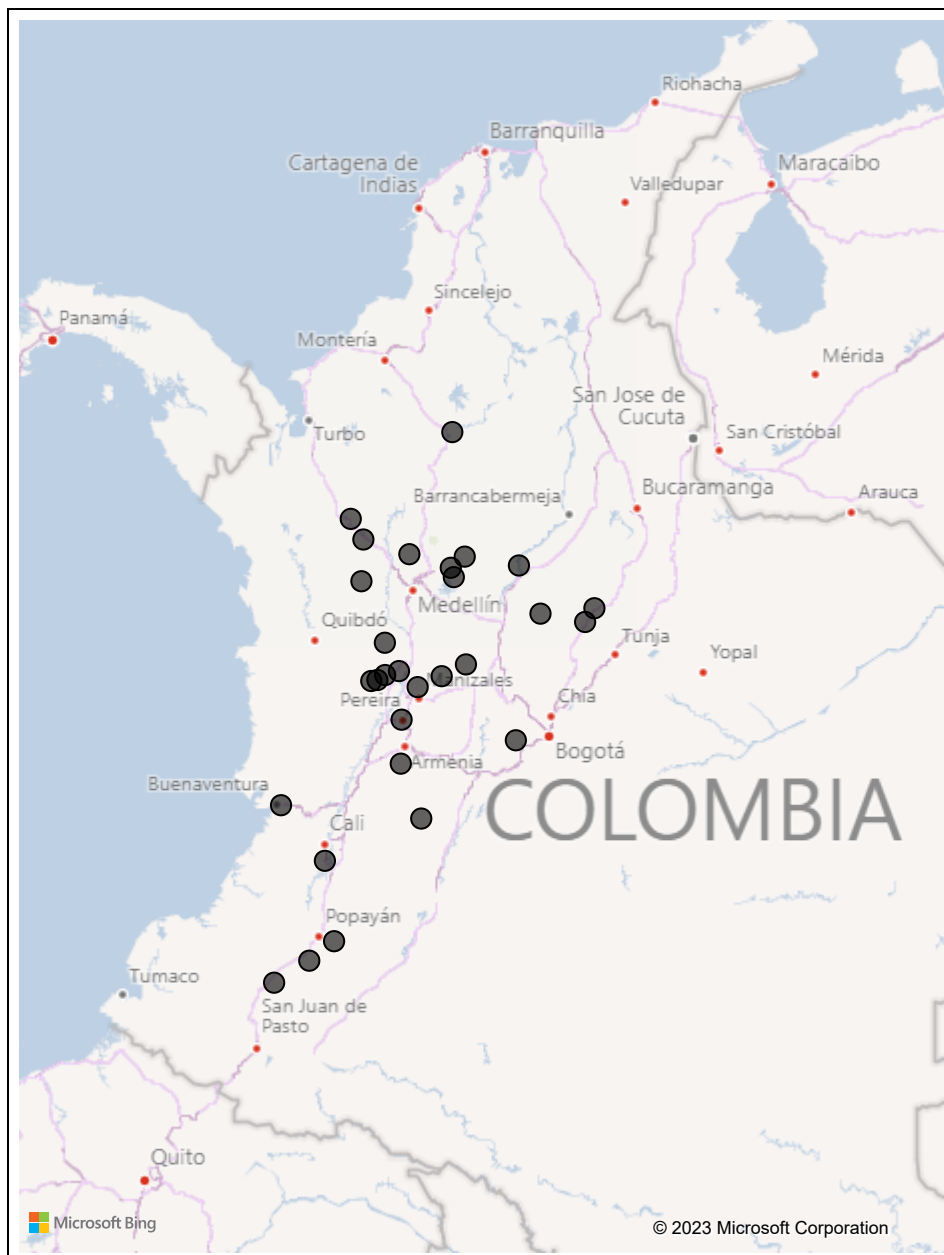 Riohacha
Barranquilla
Cartagena de
Indias
Maracaibo
Valledupar
Sincelejo
Panamá
Montería
Mérida
San Jose de
Cucuta
Turbo
San Cristóbal
Barrancabermeja
Bucaramanga
Arauca
Medellín
Quibdó
Tunja
Yopal
Manizales
Pereira
Chía
Bogotá
Armenia
Buenaventura
COLOMBIA
Cali
Popayán
Tumaco
San Juan de
Pasto
Quito
Microsoft Bing
© 2023 Microsoft Corporation